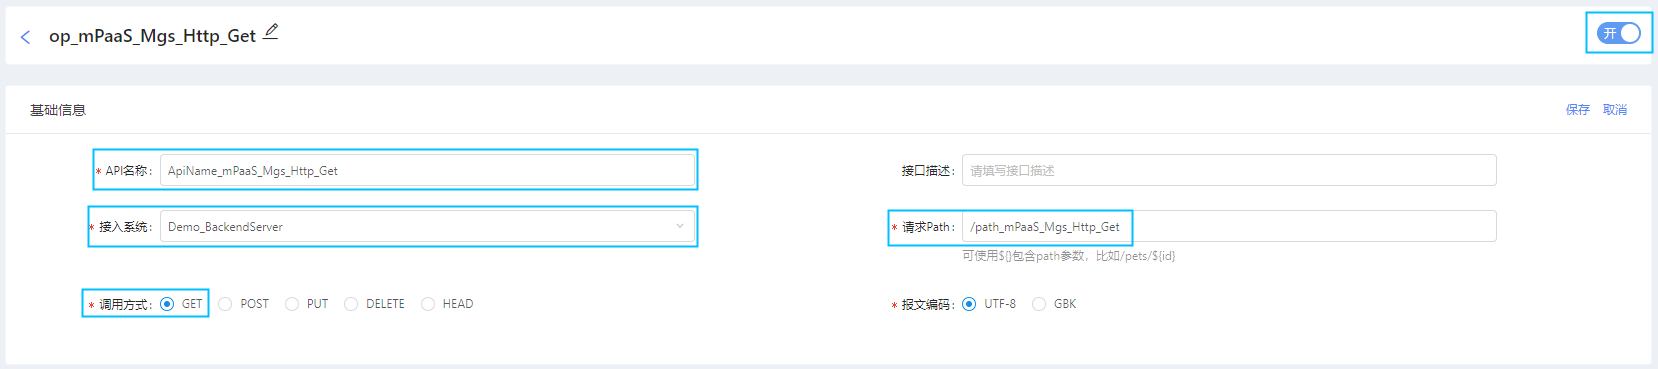 op_mPaaS_Mgs_Http_Get
开
基础信息
保存 取消
* API名称: ApiName_mPaaS_Mgs_Http_Get
接口描述: 请填写接口描述
* 接入系统: Demo_BackendServer
* 请求Path: /path_mPaaS_Mgs_Http_Get
可使用${}包含path参数，比如/pets/${id}
* 调用方式: GET POST PUT DELETE HEAD
* 报文编码: UTF-8 GBK